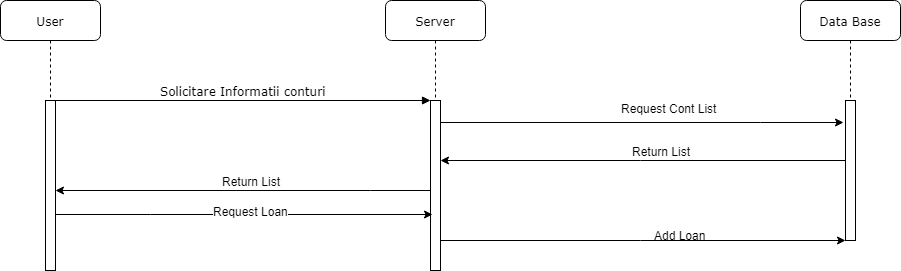 User
Server
Data Base
Solicitare Informatii conturi
Request Cont List
Return List
Return List
Request Loan
Add Loan